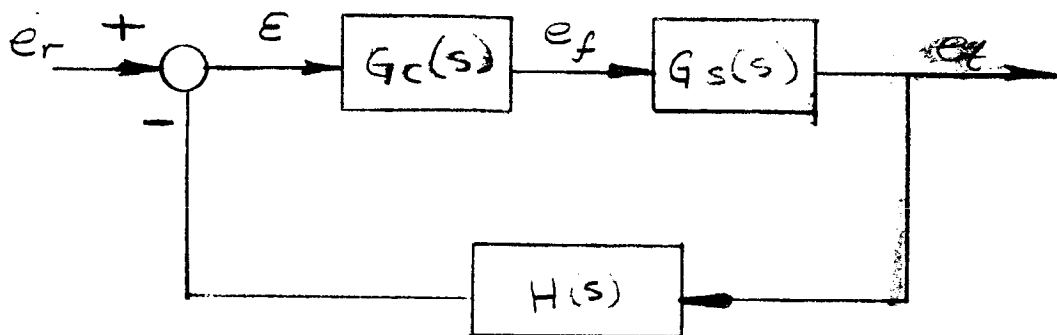 e_r + ε G_C(s) e_f G_s(s) e_t
-
H(s)